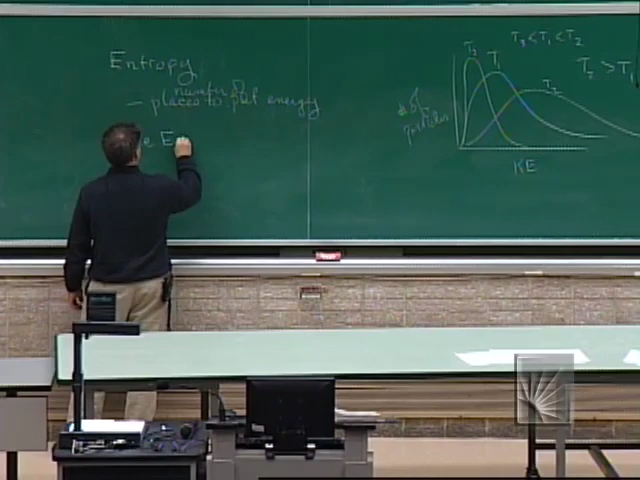 Entropy
number of
– places to put energy
e E
T₃ < T₁ < T₂
T₂ > T₁
T₃
T₁
T₂
# of
particles
KE